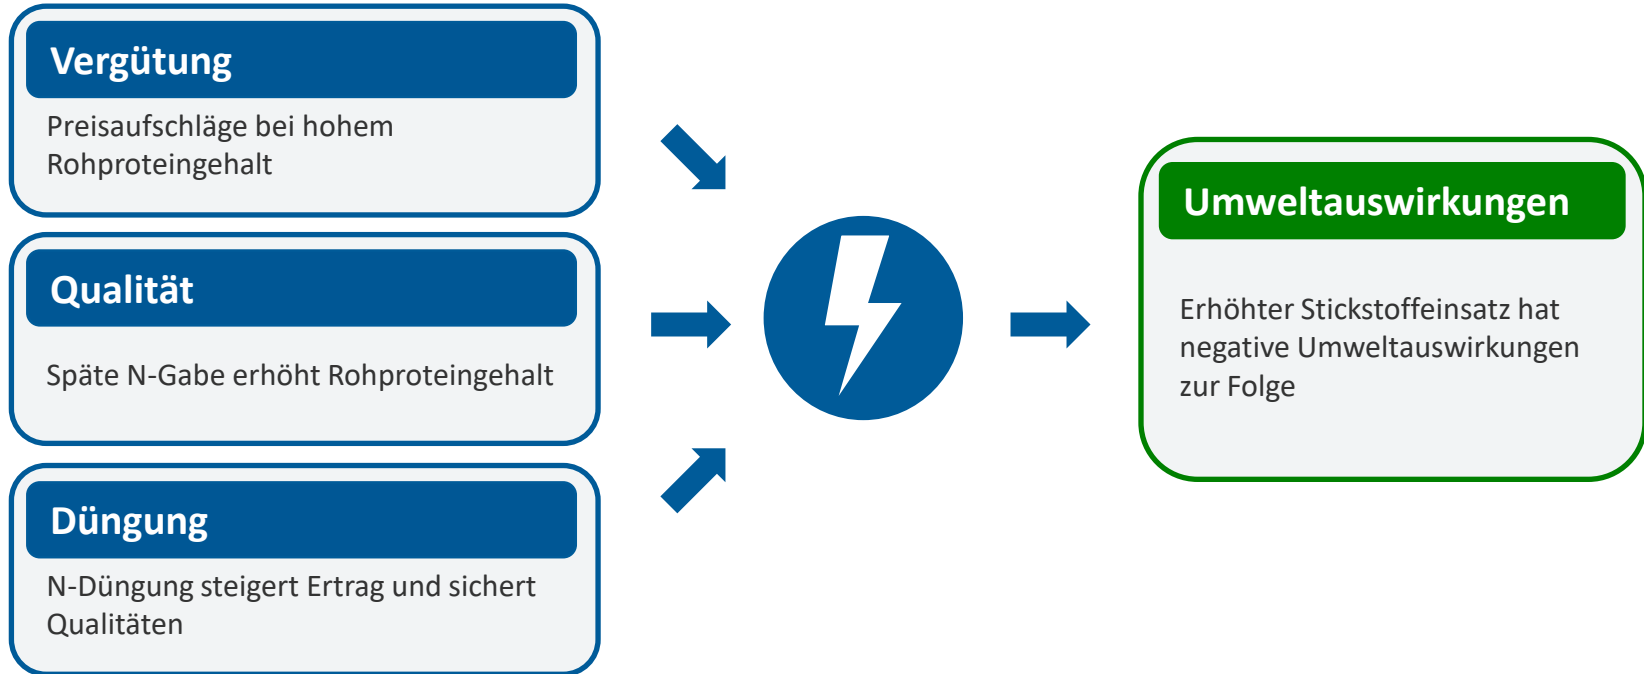 Vergütung
Preisaufschläge bei hohem
Rohproteingehalt
Qualität
Späte N-Gabe erhöht Rohproteingehalt
Düngung
N-Düngung steigert Ertrag und sichert
Qualitäten
Umweltauswirkungen
Erhöhter Stickstoffeinsatz hat
negative Umweltauswirkungen
zur Folge